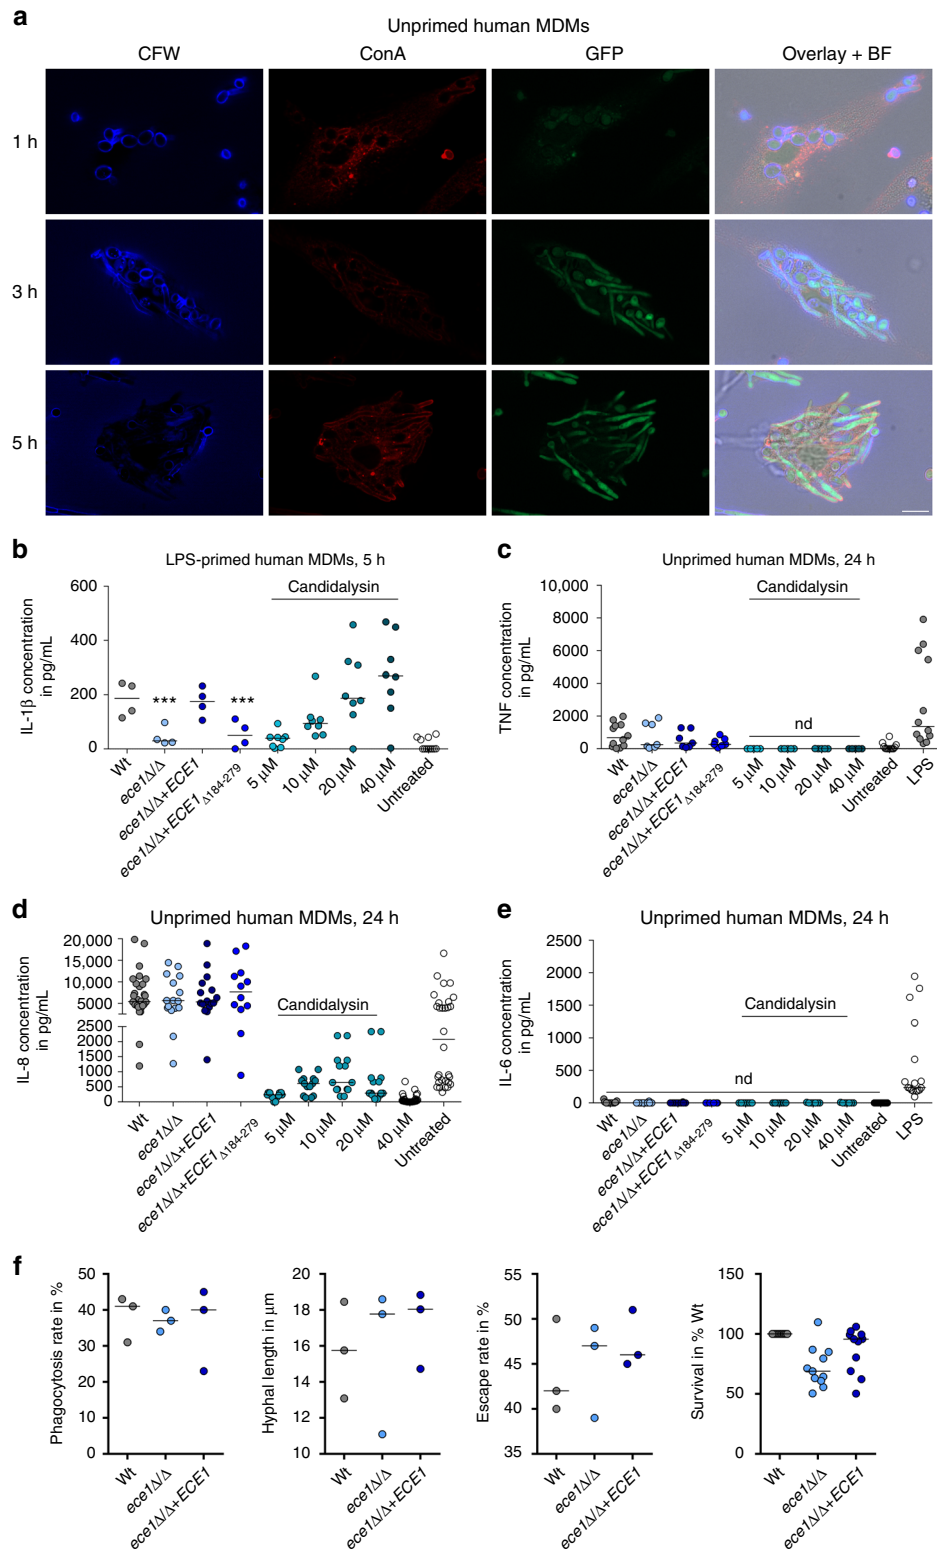 a
Unprimed human MDMs
CFW ConA GFP Overlay + BF
1 h
3 h
5 h
b
LPS-primed human MDMs, 5 h
Candidalysin
IL-1β concentration
in pg/mL
600
400
200
0
***
***
Wt
ece1Δ/Δ
ece1Δ/Δ+ECE1
ece1Δ/Δ+ECE1Δ184-279
5 μM
10 μM
20 μM
40 μM
Untreated
c
Unprimed human MDMs, 24 h
Candidalysin
TNF concentration
in pg/mL
10,000
8000
6000
4000
2000
0
nd
Wt
ece1Δ/Δ
ece1Δ/Δ+ECE1
ece1Δ/Δ+ECE1Δ184-279
5 μM
10 μM
20 μM
40 μM
Untreated
LPS
d
Unprimed human MDMs, 24 h
Candidalysin
IL-8 concentration
in pg/mL
20,000
15,000
10,000
5000
2500
2000
1500
1000
500
0
Wt
ece1Δ/Δ
ece1Δ/Δ+ECE1
ece1Δ/Δ+ECE1Δ184-279
5 μM
10 μM
20 μM
40 μM
Untreated
e
Unprimed human MDMs, 24 h
Candidalysin
IL-6 concentration
in pg/mL
2500
2000
1500
1000
500
0
nd
Wt
ece1Δ/Δ
ece1Δ/Δ+ECE1
ece1Δ/Δ+ECE1Δ184-279
5 μM
10 μM
20 μM
40 μM
Untreated
LPS
f
Phagocytosis rate in %
50
40
30
20
10
0
Wt
ece1Δ/Δ
ece1Δ/Δ+ECE1
Hyphal length in μm
20
18
16
14
12
10
Wt
ece1Δ/Δ
ece1Δ/Δ+ECE1
Escape rate in %
55
50
45
40
35
Wt
ece1Δ/Δ
ece1Δ/Δ+ECE1
Survival in % Wt
150
100
50
0
Wt
ece1Δ/Δ
ece1Δ/Δ+ECE1